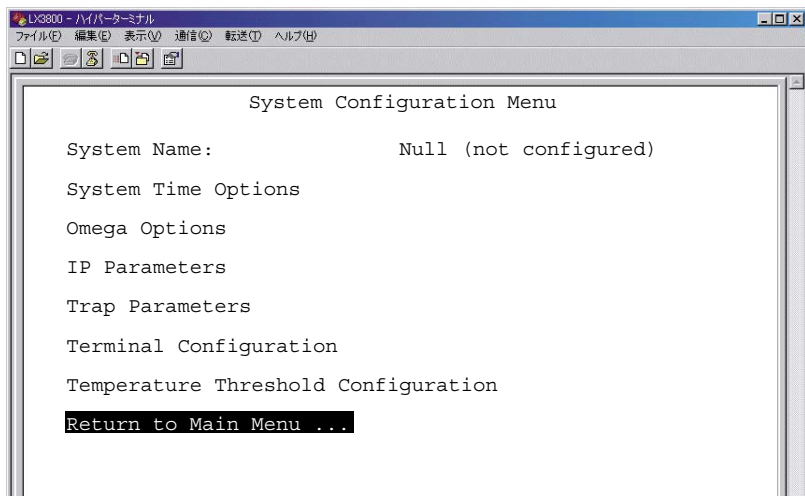 LX3800 - ハイパーターミナル
ファイル(F) 編集(E) 表示(V) 通信(C) 転送(T) ヘルプ(H)
System Configuration Menu
System Name: Null (not configured)
System Time Options
Omega Options
IP Parameters
Trap Parameters
Terminal Configuration
Temperature Threshold Configuration
Return to Main Menu ...